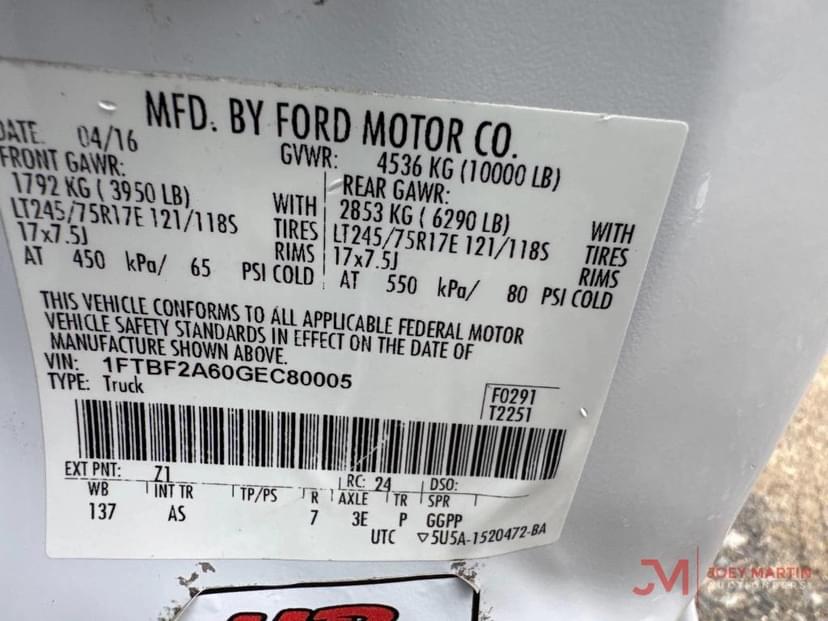 MFD. BY FORD MOTOR CO.
DATE 04/16 GVWR: 4536 KG (10000 LB)
FRONT GAWR: REAR GAWR:
1792 KG ( 3950 LB) WITH 2853 KG ( 6290 LB) WITH
LT245/75R17E 121/118S TIRES LT245/75R17E 121/118S TIRES
17x7.5J RIMS 17x7.5J RIMS
AT 450 kPa/ 65 PSI COLD AT 550 kPa/ 80 PSI COLD
THIS VEHICLE CONFORMS TO ALL APPLICABLE FEDERAL MOTOR
VEHICLE SAFETY STANDARDS IN EFFECT ON THE DATE OF
MANUFACTURE SHOWN ABOVE.
VIN: 1FTBF2A60GEC80005
TYPE: Truck
F0291
T2251
EXT PNT: Z1 RC: 24 DSO:
WB INT TR TP/PS R AXLE TR SPR
137 AS 7 3E P GGPP
UTC ▽5U5A-1520472-BA
JM JOEY MARTIN
AUCTIONEERS